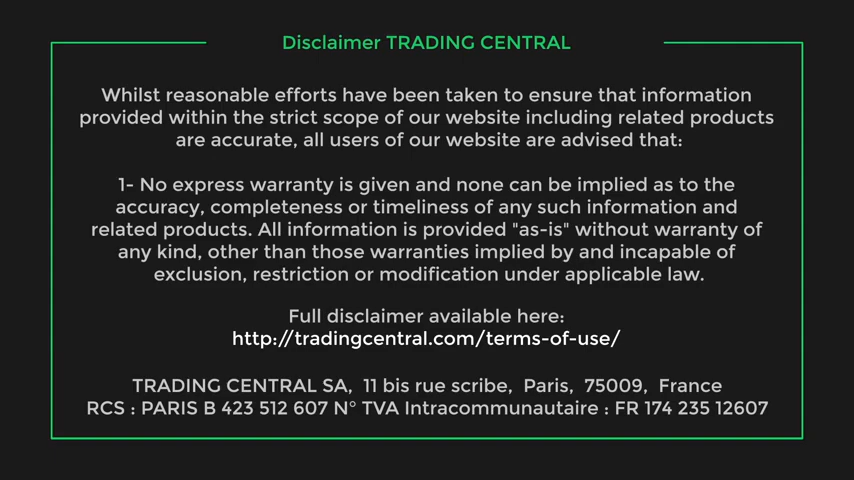 Disclaimer TRADING CENTRAL
Whilst reasonable efforts have been taken to ensure that information
provided within the strict scope of our website including related products
are accurate, all users of our website are advised that:
1- No express warranty is given and none can be implied as to the
accuracy, completeness or timeliness of any such information and
related products. All information is provided "as-is" without warranty of
any kind, other than those warranties implied by and incapable of
exclusion, restriction or modification under applicable law.
Full disclaimer available here:
http://tradingcentral.com/terms-of-use/
TRADING CENTRAL SA, 11 bis rue scribe, Paris, 75009, France
RCS : PARIS B 423 512 607 N° TVA Intracommunautaire : FR 174 235 12607